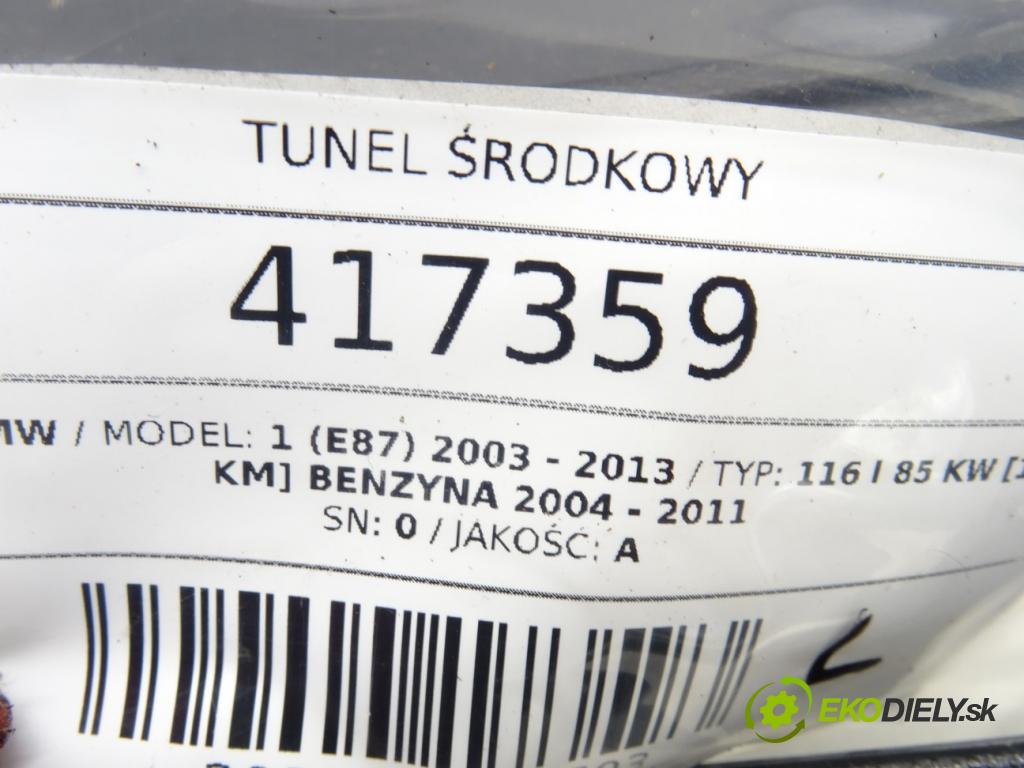 TUNEL ŚRODKOWY
417359
MW / MODEL: 1 (E87) 2003 - 2013 / TYP: 116 I 85 KW [1
KM] BENZYNA 2004 - 2011
SN: 0 / JAKOŚĆ: A
EKODIELY.sk